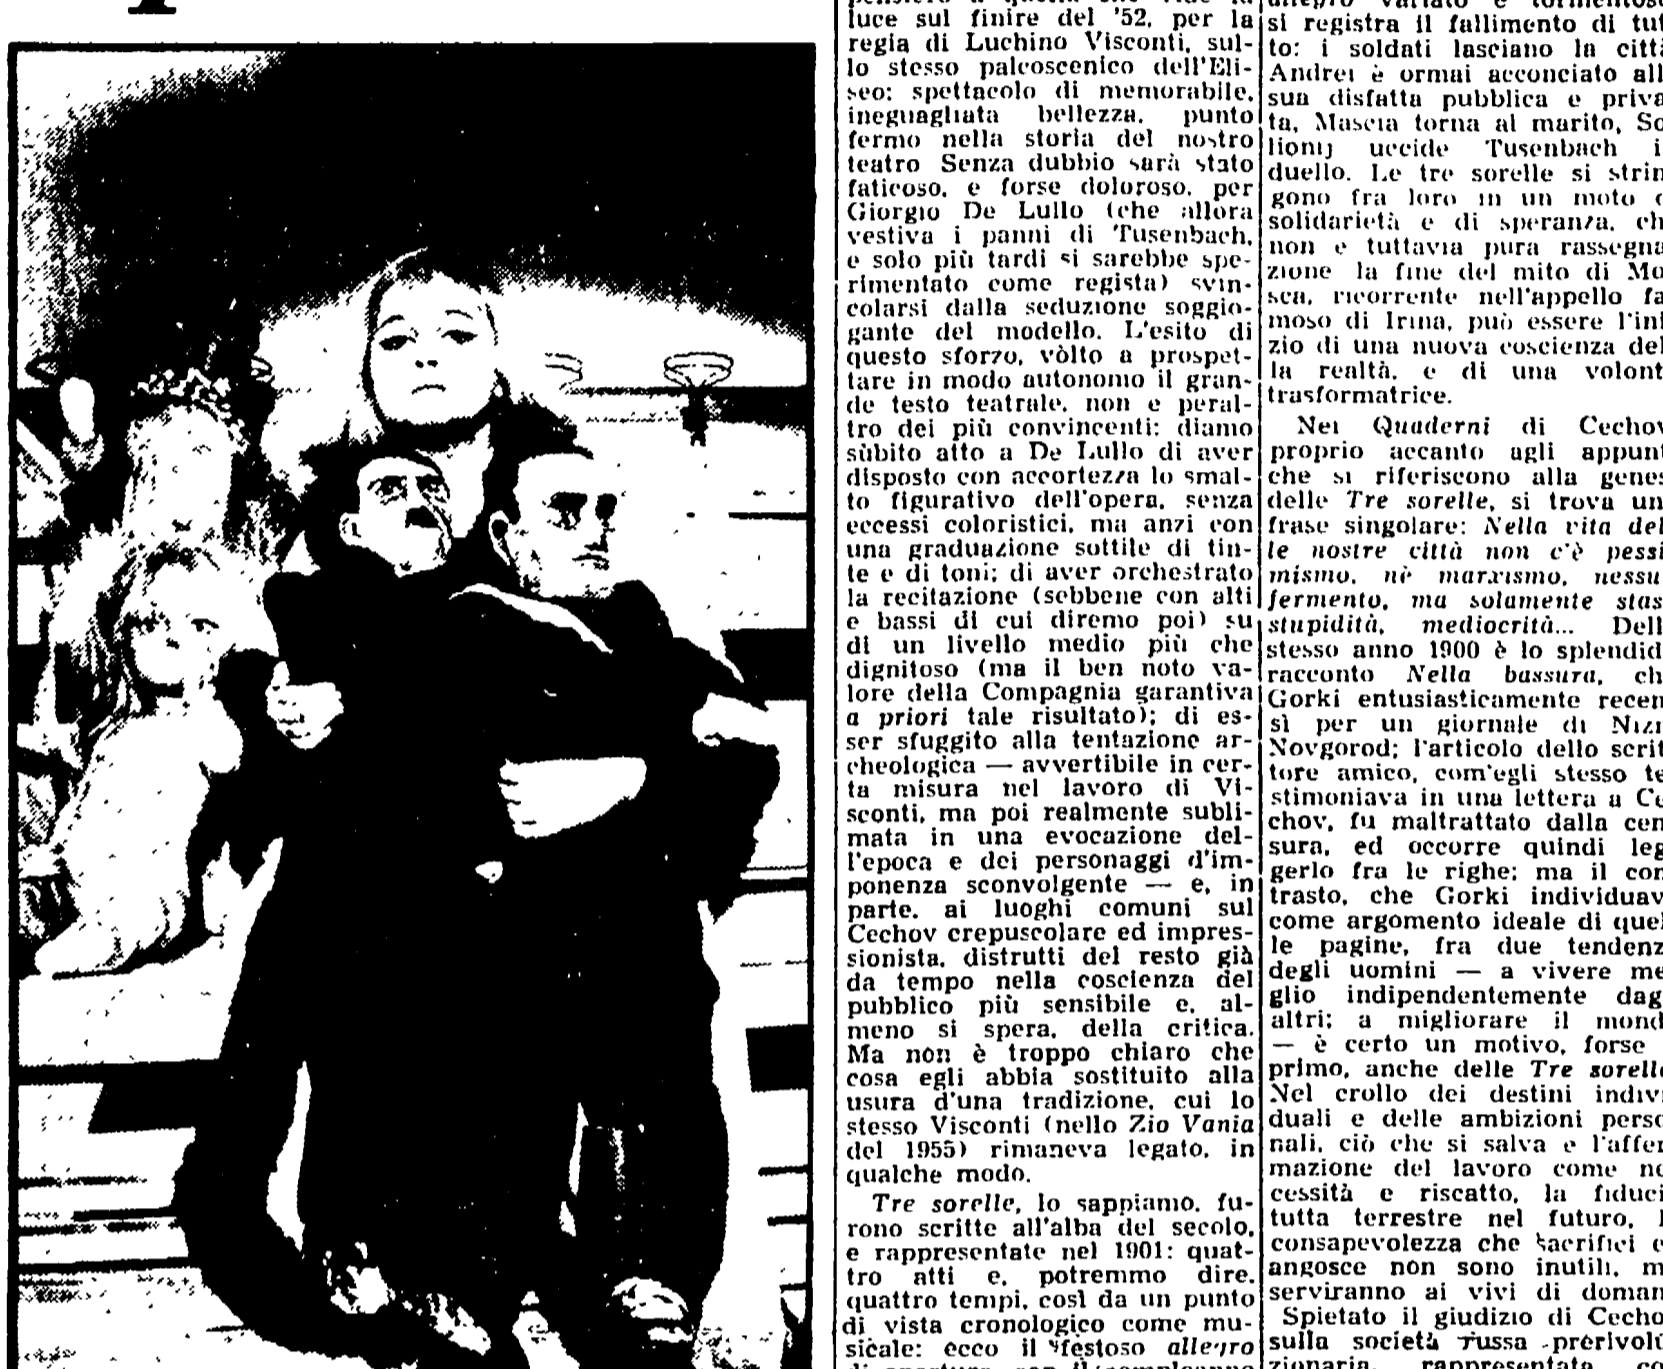 luce sul finire del '52, per la
regia di Luchino Visconti, sul-
lo stesso palcoscenico dell'Eli-
seo: spettacolo di memorabile,
ineguagliata bellezza, punto
fermo nella storia del nostro
teatro Senza dubbio sarà stato
faticoso, e forse doloroso, per
Giorgio De Lullo (che allora
vestiva i panni di Tusenbach,
e solo più tardi si sarebbe spe-
rimentato come regista) svin-
colarsi dalla seduzione soggio-
gante del modello. L'esito di
questo sforzo, vòlto a prospet-
tare in modo autonomo il gran-
de testo teatrale, non e peral-
tro dei più convincenti: diamo
sùbito atto a De Lullo di aver
disposto con accortezza lo smal-
to figurativo dell'opera, senza
eccessi coloristici, ma anzi con
una graduazione sottile di tin-
te e di toni; di aver orchestrato
la recitazione (sebbene con alti
e bassi di cui diremo poi) su
di un livello medio più che
dignitoso (ma il ben noto va-
lore della Compagnia garantiva
a priori tale risultato); di es-
ser sfuggito alla tentazione ar-
cheologica — avvertibile in cer-
ta misura nel lavoro di Vi-
sconti, ma poi realmente subli-
mata in una evocazione del-
l'epoca e dei personaggi d'im-
ponenza sconvolgente — e, in
parte, ai luoghi comuni sul
Cechov crepuscolare ed impres-
sionista, distrutti del resto già
da tempo nella coscienza del
pubblico più sensibile e, al-
meno si spera, della critica.
Ma non è troppo chiaro che
cosa egli abbia sostituito alla
usura d'una tradizione, cui lo
stesso Visconti (nello Zio Vania
del 1955) rimaneva legato, in
qualche modo.
Tre sorelle, lo sappiamo, fu-
rono scritte all'alba del secolo,
e rappresentate nel 1901: quat-
tro atti e, potremmo dire,
quattro tempi, così da un punto
di vista cronologico come mu-
sicale: ecco il festoso allegro
si registra il fallimento di tut
to: i soldati lasciano la citt
Andrei è ormai acconciato all
sua disfatta pubblica e priva
ta, Mascia torna al marito, So
lionij uccide Tusenbach i
duello. Le tre sorelle si strin
gono fra loro in un moto d
solidarietà e di speranza, ch
non e tuttavia pura rassegna
zione la fine del mito di Mo
sca, ricorrente nell'appello fa
moso di Irina, può essere l'ini
zio di una nuova coscienza del
la realtà, e di una volont
trasformatrice.
Nei Quaderni di Cechov
proprio accanto agli appunt
che si riferiscono alla genes
delle Tre sorelle, si trova un
frase singolare: Nella vita del
le nostre città non c'è pessi
mismo, nè marxismo, nessu
fermento, ma solamente stas
stupidità, mediocrità... Dell
stesso anno 1900 è lo splendid
racconto Nella bassura, ch
Gorki entusiasticamente recen
sì per un giornale di Nizi
Novgorod; l'articolo dello scrit
tore amico, com'egli stesso te
stimoniava in una lettera a Ce
chov, fu maltrattato dalla cen
sura, ed occorre quindi leg
gerlo fra le righe; ma il con
trasto, che Gorki individuav
come argomento ideale di quel
le pagine, fra due tendenz
degli uomini — a vivere me
glio indipendentemente dag
altri; a migliorare il mond
— è certo un motivo, forse
primo, anche delle Tre sorelle
Nel crollo dei destini indivi
duali e delle ambizioni perso
nali, ciò che si salva e l'affer
mazione del lavoro come ne
cessità e riscatto, la fiduci
tutta terrestre nel futuro, l
consapevolezza che sacrifici e
angosce non sono inutili, m
serviranno ai vivi di doman
Spietato il giudizio di Cecho
sulla società russa prerivolu